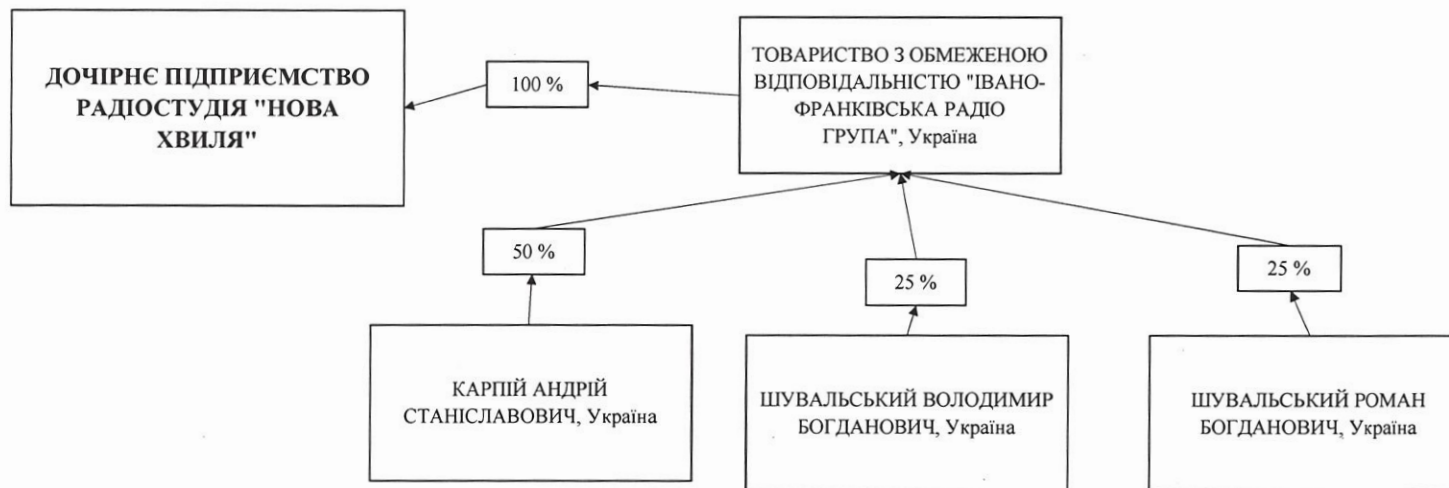 ДОЧІРНЄ ПІДПРИЄМСТВО
РАДІОСТУДІЯ "НОВА
ХВИЛЯ"
100 %
ТОВАРИСТВО З ОБМЕЖЕНОЮ
ВІДПОВІДАЛЬНІСТЮ "ІВАНО-
ФРАНКІВСЬКА РАДІО
ГРУПА", Україна
50 %
25 %
25 %
КАРПІЙ АНДРІЙ
СТАНІСЛАВОВИЧ, Україна
ШУВАЛЬСЬКИЙ ВОЛОДИМИР
БОГДАНОВИЧ, Україна
ШУВАЛЬСЬКИЙ РОМАН
БОГДАНОВИЧ, Україна